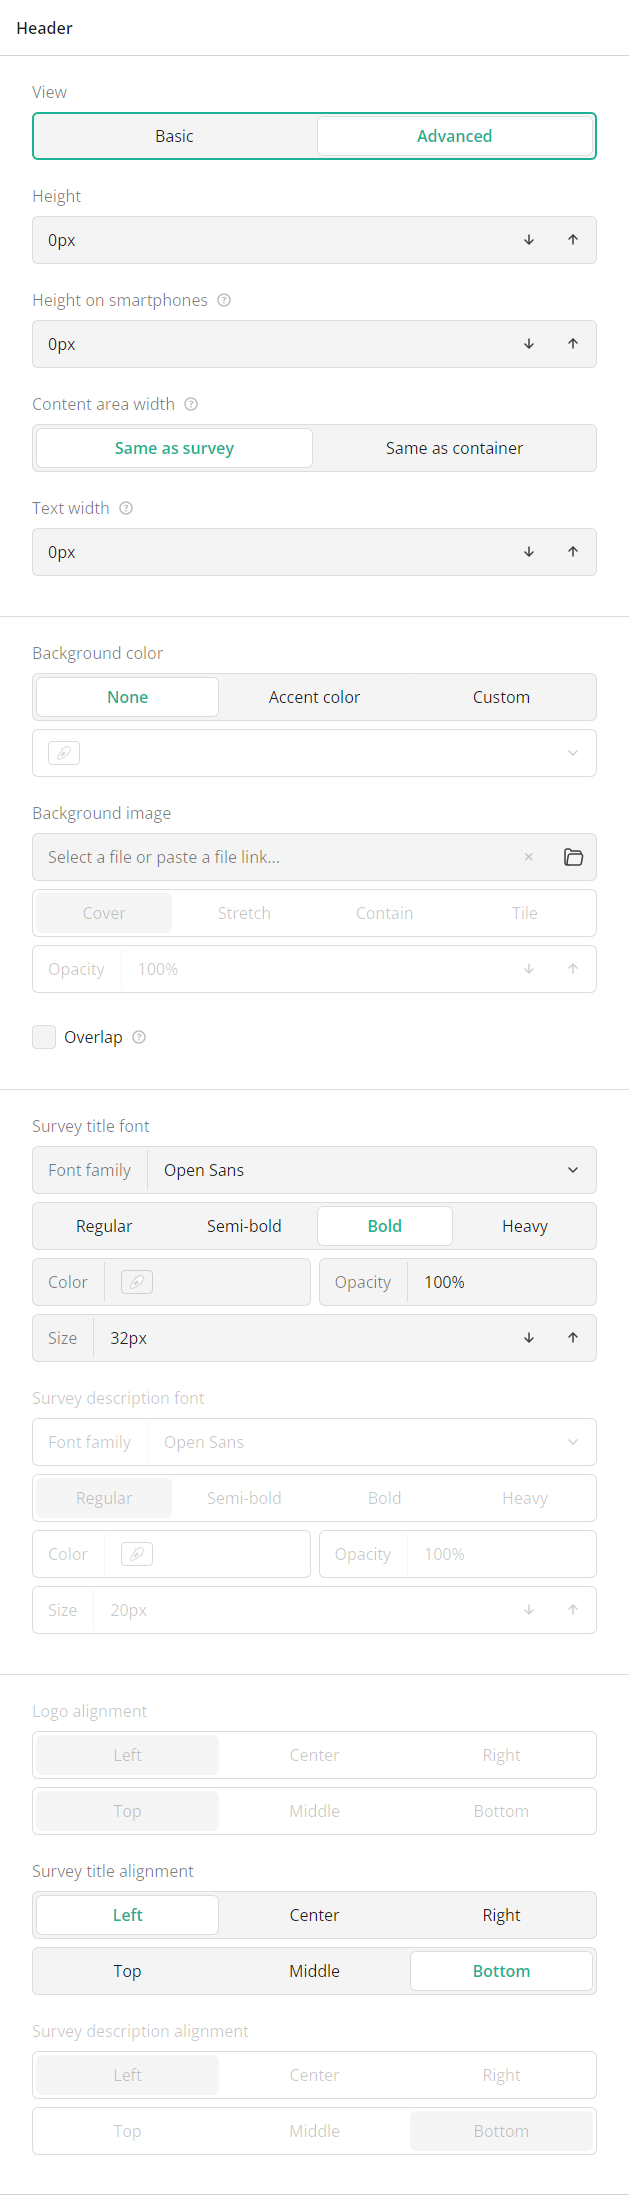 Header
View
Basic Advanced
Height
0px
Height on smartphones ?
0px
Content area width ?
Same as survey Same as container
Text width ?
0px
Background color
None Accent color Custom
Background image
Select a file or paste a file link...
Cover Stretch Contain Tile
Opacity 100%
Overlap ?
Survey title font
Font family Open Sans
Regular Semi-bold Bold Heavy
Color Opacity 100%
Size 32px
Survey description font
Font family Open Sans
Regular Semi-bold Bold Heavy
Color Opacity 100%
Size 20px
Logo alignment
Left Center Right
Top Middle Bottom
Survey title alignment
Left Center Right
Top Middle Bottom
Survey description alignment
Left Center Right
Top Middle Bottom